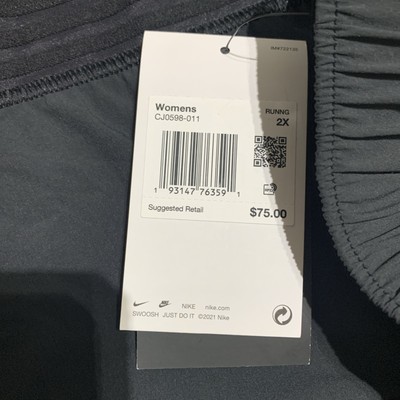 Womens
CJ0598-011
RUNNG
2X
1 93147 76359 1
Suggested Retail
$75.00
NIKE nike.com
SWOOSH JUST DO IT ©2021 Nike